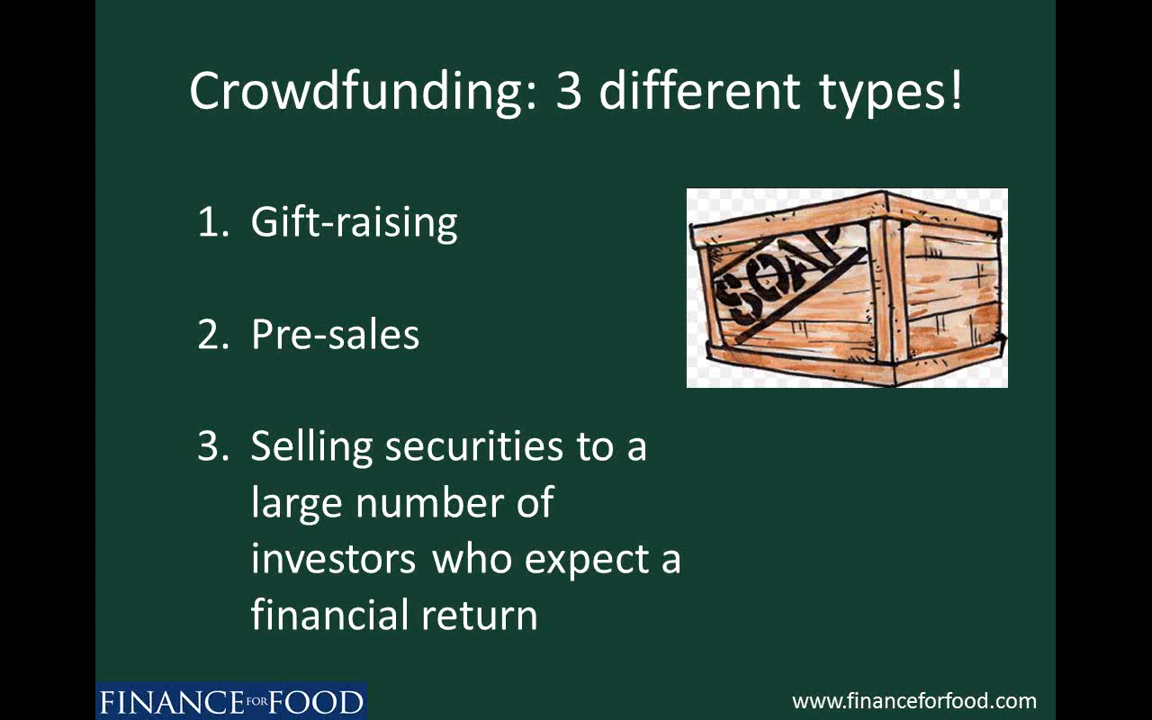 Crowdfunding: 3 different types!
1. Gift-raising
SOAP
2. Pre-sales
3. Selling securities to a
large number of
investors who expect a
financial return
FINANCE FOR FOOD
www.financeforfood.com